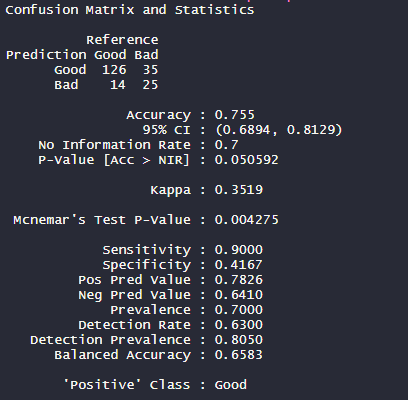 Confusion Matrix and Statistics
Reference
Prediction Good Bad
Good 126 35
Bad 14 25
Accuracy : 0.755
95% CI : (0.6894, 0.8129)
No Information Rate : 0.7
P-Value [Acc > NIR] : 0.050592
Kappa : 0.3519
Mcnemar's Test P-Value : 0.004275
Sensitivity : 0.9000
Specificity : 0.4167
Pos Pred Value : 0.7826
Neg Pred Value : 0.6410
Prevalence : 0.7000
Detection Rate : 0.6300
Detection Prevalence : 0.8050
Balanced Accuracy : 0.6583
'Positive' Class : Good